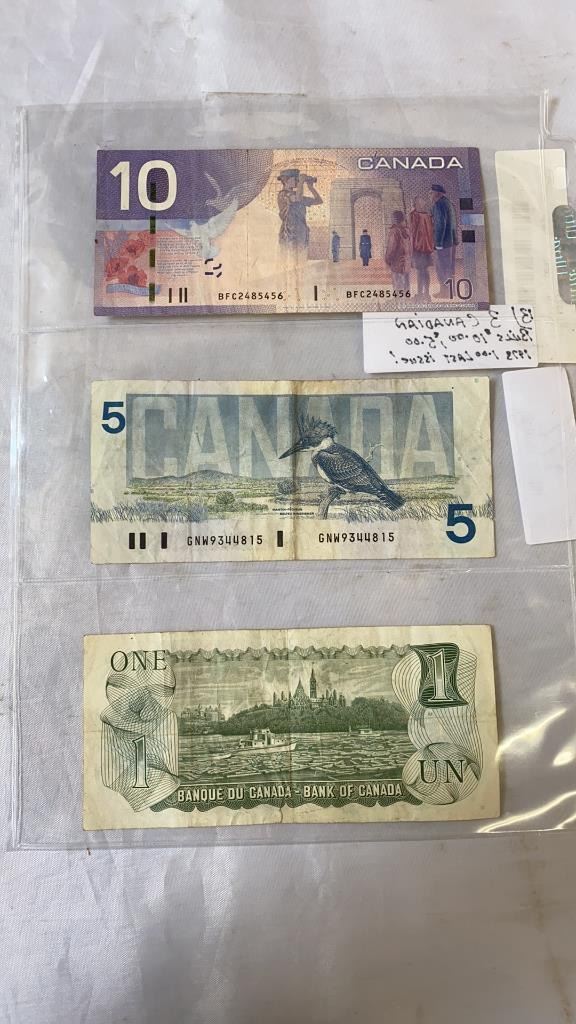 10
CANADA
BFC2485456
BFC2485456
10
B) 3 CANADIAN
Bills $10.00, $5.00
1973 1.00 LAST issue!
5
CANADA
5
GNW9344815
GNW9344815
ONE
1
1
UN
BANQUE DU CANADA - BANK OF CANADA